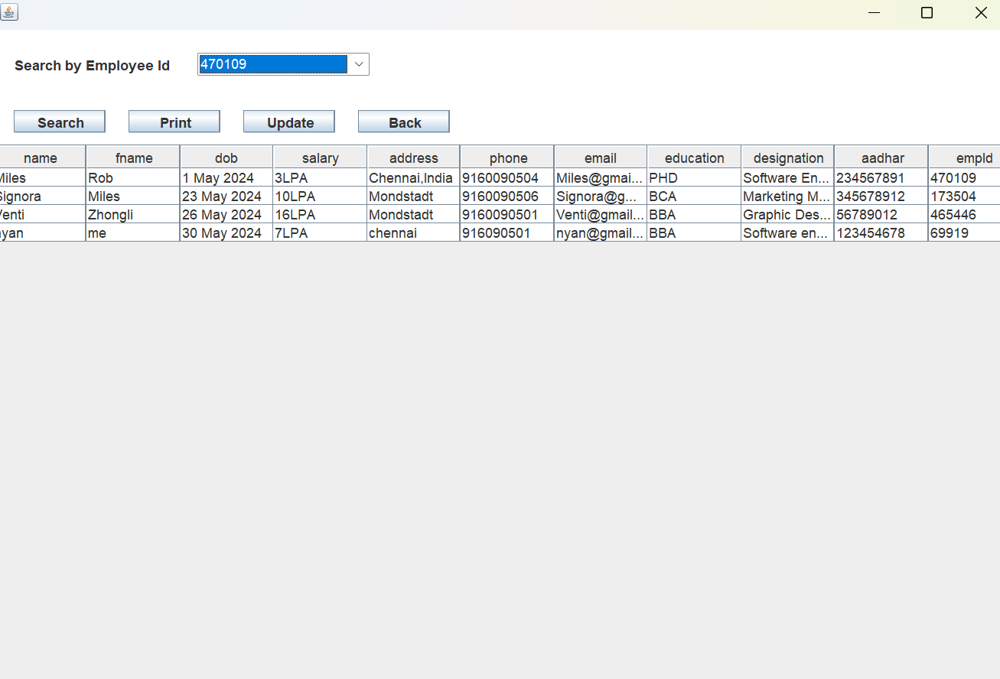 Search by Employee Id 470109
Search Print Update Back
name fname dob salary address phone email education designation aadhar empId
Miles Rob 1 May 2024 3LPA Chennai,India 9160090504 Miles@gmai... PHD Software En... 234567891 470109
Signora Miles 23 May 2024 10LPA Mondstadt 9160090506 Signora@g... BCA Marketing M... 345678912 173504
Venti Zhongli 26 May 2024 16LPA Mondstadt 9160090501 Venti@gmail... BBA Graphic Des... 56789012 465446
nyan me 30 May 2024 7LPA chennai 916090501 nyan@gmail... BBA Software en... 123454678 69919